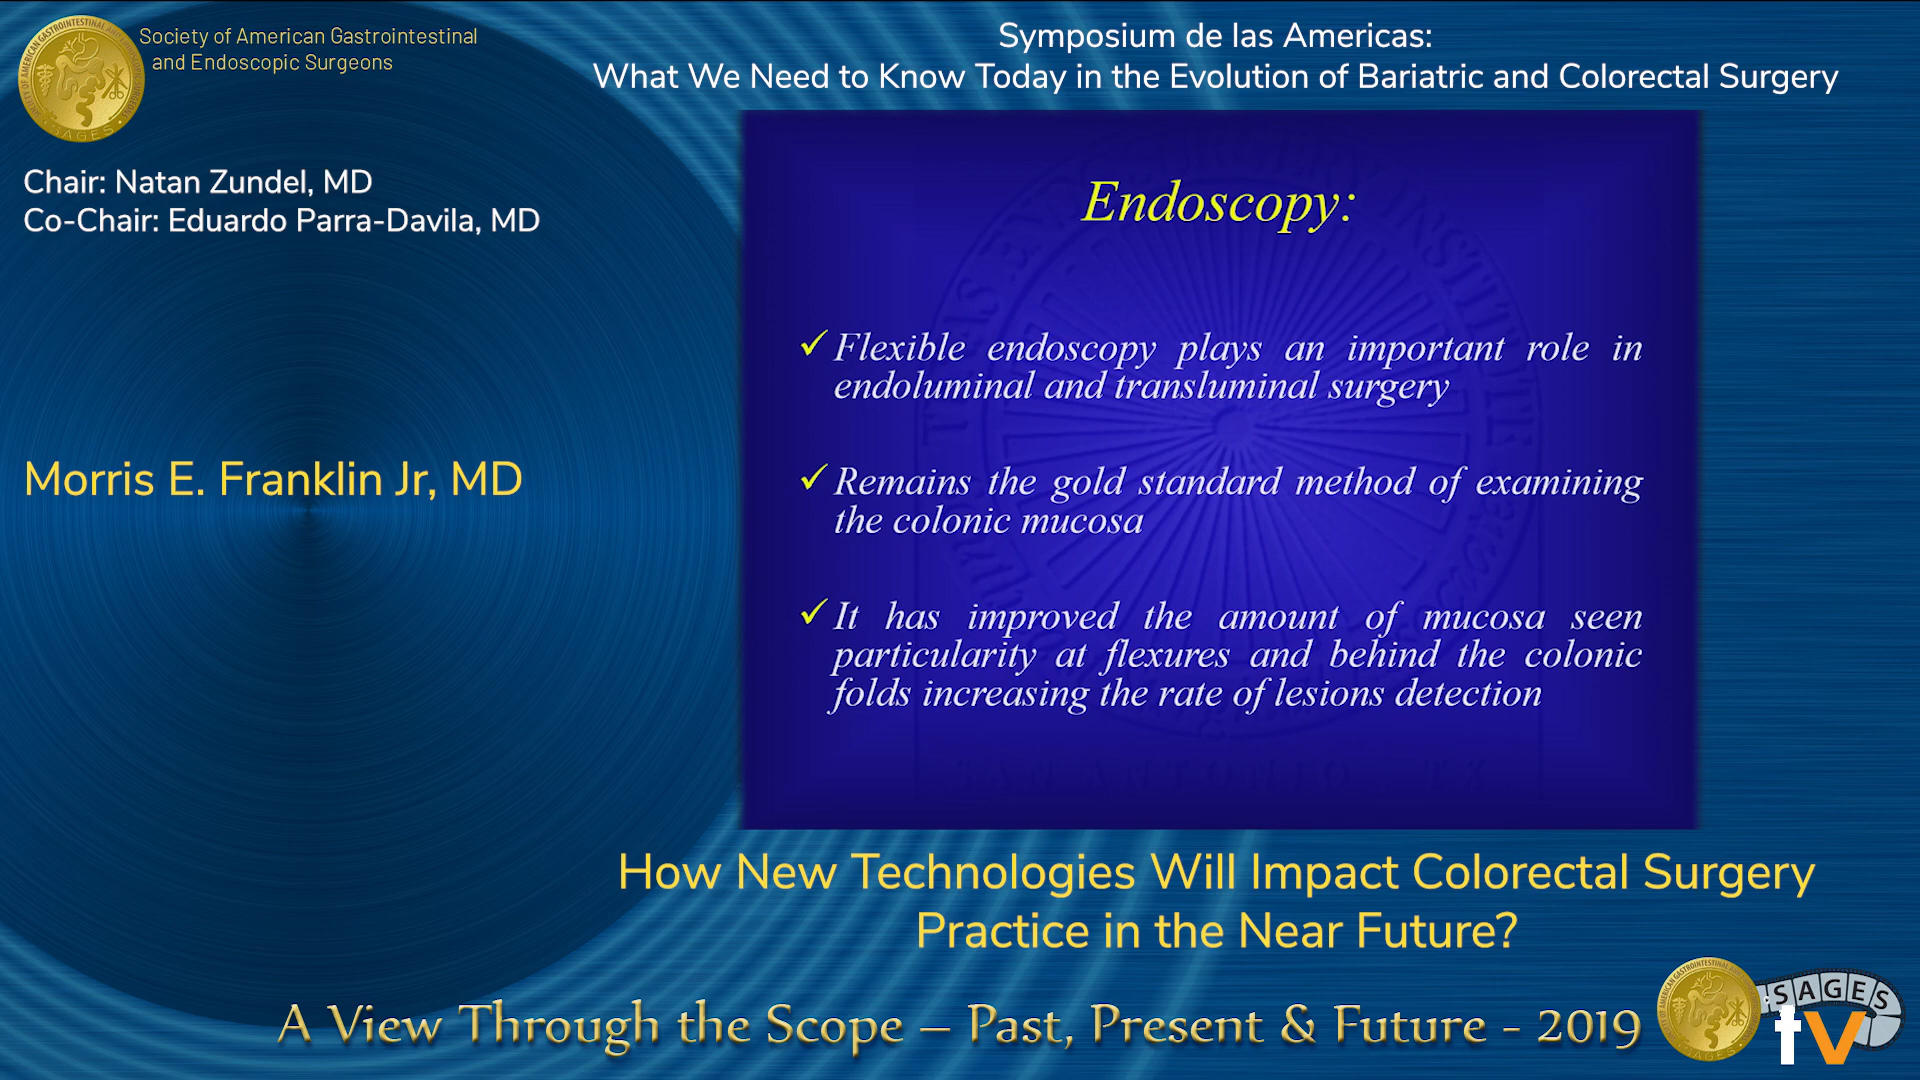 Society of American Gastrointestinal
and Endoscopic Surgeons
Symposium de las Americas:
What We Need to Know Today in the Evolution of Bariatric and Colorectal Surgery
Chair: Natan Zundel, MD
Co-Chair: Eduardo Parra-Davila, MD
Morris E. Franklin Jr, MD
Endoscopy:
✓ Flexible endoscopy plays an important role in
endoluminal and transluminal surgery
✓ Remains the gold standard method of examining
the colonic mucosa
✓ It has improved the amount of mucosa seen
particularity at flexures and behind the colonic
folds increasing the rate of lesions detection
How New Technologies Will Impact Colorectal Surgery
Practice in the Near Future?
A View Through the Scope – Past, Present & Future - 2019
SAGES
tv